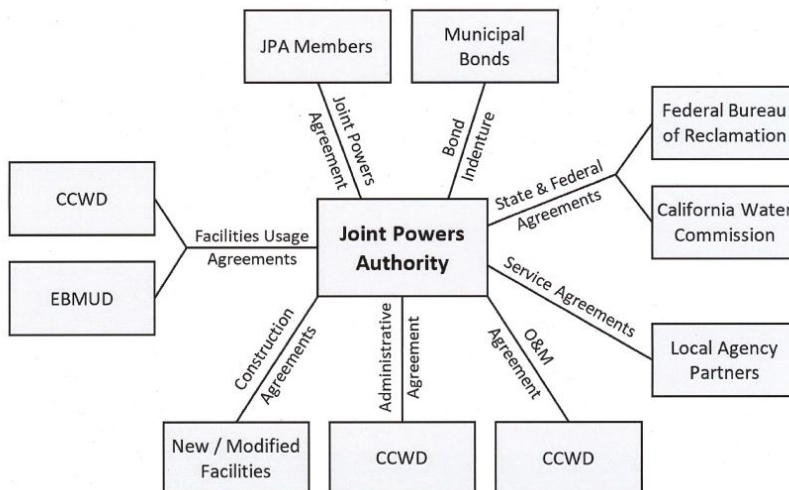 JPA Members
Municipal
Bonds
Joint Powers
Agreement
Bond
Indenture
Federal Bureau
of Reclamation
State & Federal
Agreements
California Water
Commission
CCWD
EBMUD
Facilities Usage
Agreements
Joint Powers
Authority
Service Agreements
Local Agency
Partners
Construction
Agreements
Administrative
Agreement
O&M
Agreement
New / Modified
Facilities
CCWD
CCWD